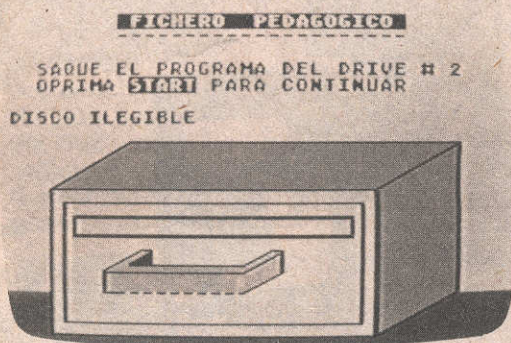 FICHERO PEDAGOGICO
SAQUE EL PROGRAMA DEL DRIVE # 2
OPRIMA START PARA CONTINUAR
DISCO ILEGIBLE